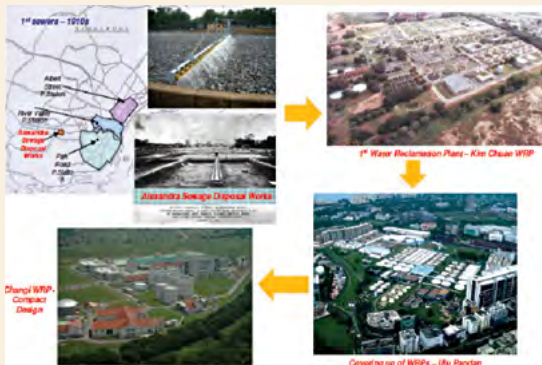 1st sewers – 1910s
Albert
Street
P.Station
River Valley
P.Station
Alexandra
Sewage
Disposal
Works
Park
Road
P.Station
Alexandra Sewage Disposal Works
1st Water Reclamation Plant – Kim Chuan WRP
Changi WRP -
Compact
Design
Covering up of WRPs – Ulu Pandan